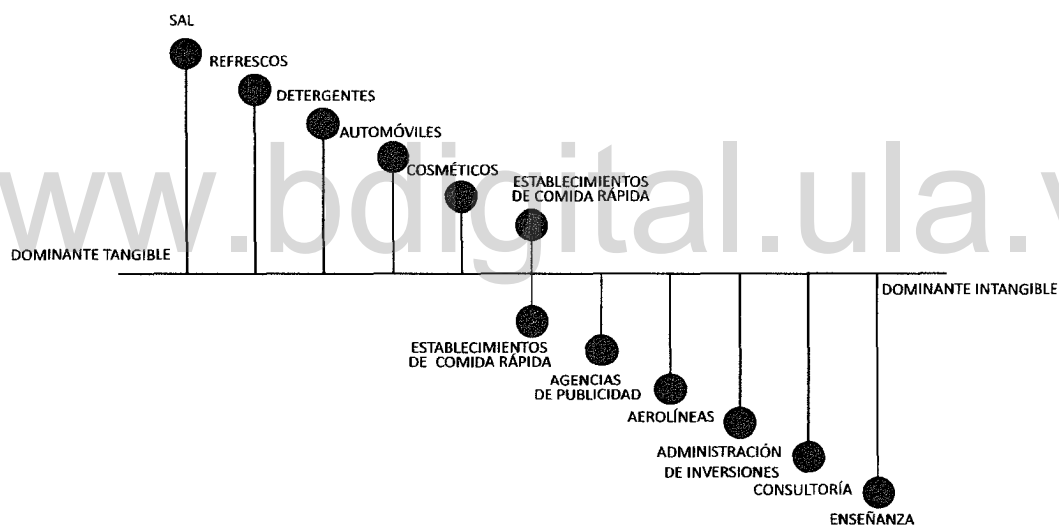 SAL
REFRESCOS
DETERGENTES
AUTOMÓVILES
COSMÉTICOS
ESTABLECIMIENTOS
DE COMIDA RÁPIDA
www.bdigital.ula.v
DOMINANTE TANGIBLE
DOMINANTE INTANGIBLE
ESTABLECIMIENTOS
DE COMIDA RÁPIDA
AGENCIAS
DE PUBLICIDAD
AEROLÍNEAS
ADMINISTRACIÓN
DE INVERSIONES
CONSULTORÍA
ENSEÑANZA